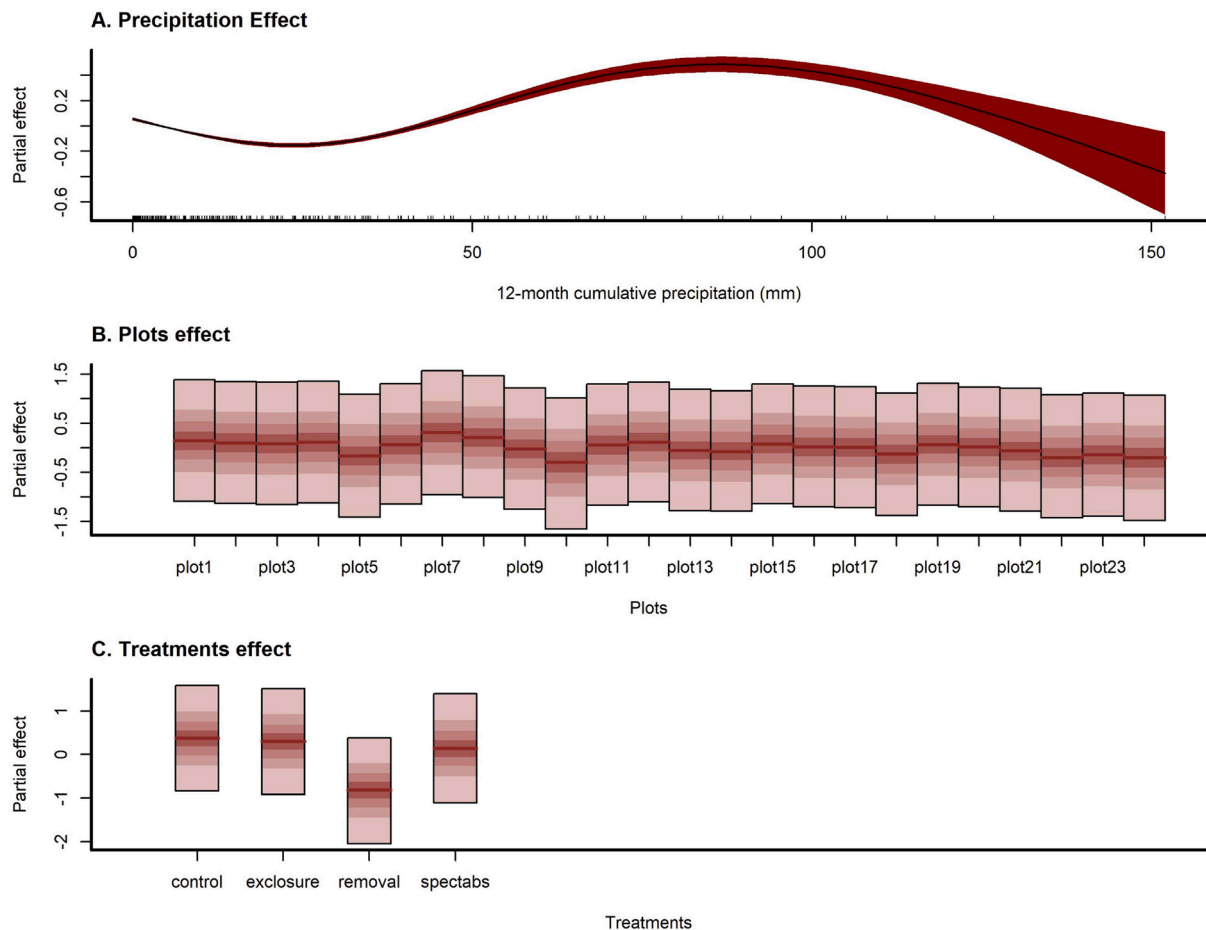 A. Precipitation Effect
Partial effect
0.2
-0.2
-0.6
0 50 100 150
12-month cumulative precipitation (mm)
B. Plots effect
Partial effect
1.5
0.5
-0.5
-1.5
plot1 plot3 plot5 plot7 plot9 plot11 plot13 plot15 plot17 plot19 plot21 plot23
Plots
C. Treatments effect
Partial effect
1
0
-1
-2
control exclosure removal spectabs
Treatments